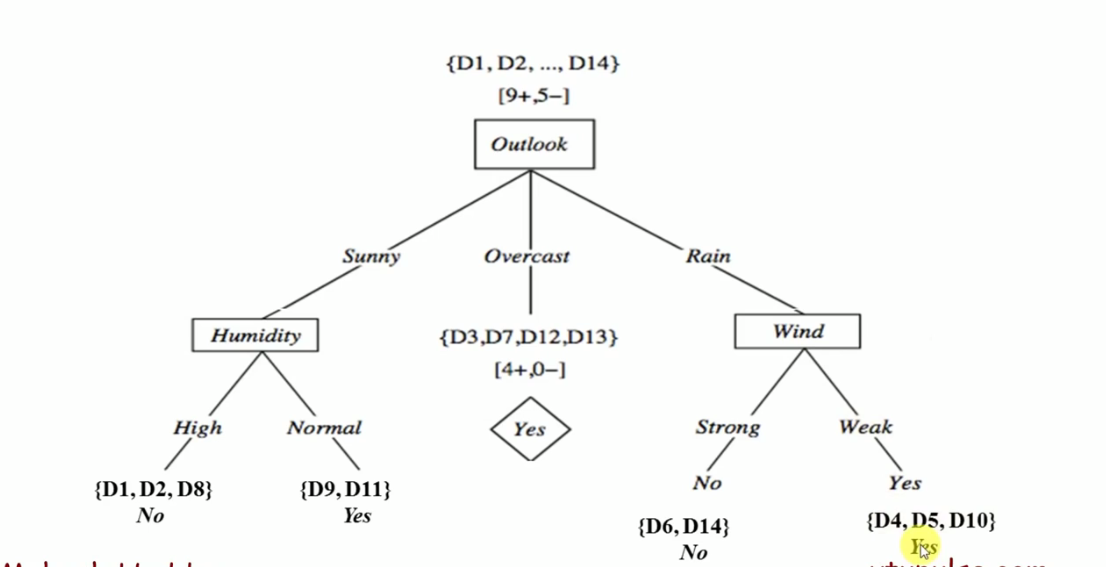 {D1, D2, ..., D14}
[9+,5−]
Outlook
Sunny
Overcast
Rain
Humidity
{D3,D7,D12,D13}
[4+,0−]
Yes
Wind
High
Normal
Strong
Weak
{D1, D2, D8}
No
{D9, D11}
Yes
No
Yes
{D6, D14}
No
{D4, D5, D10}
Yes